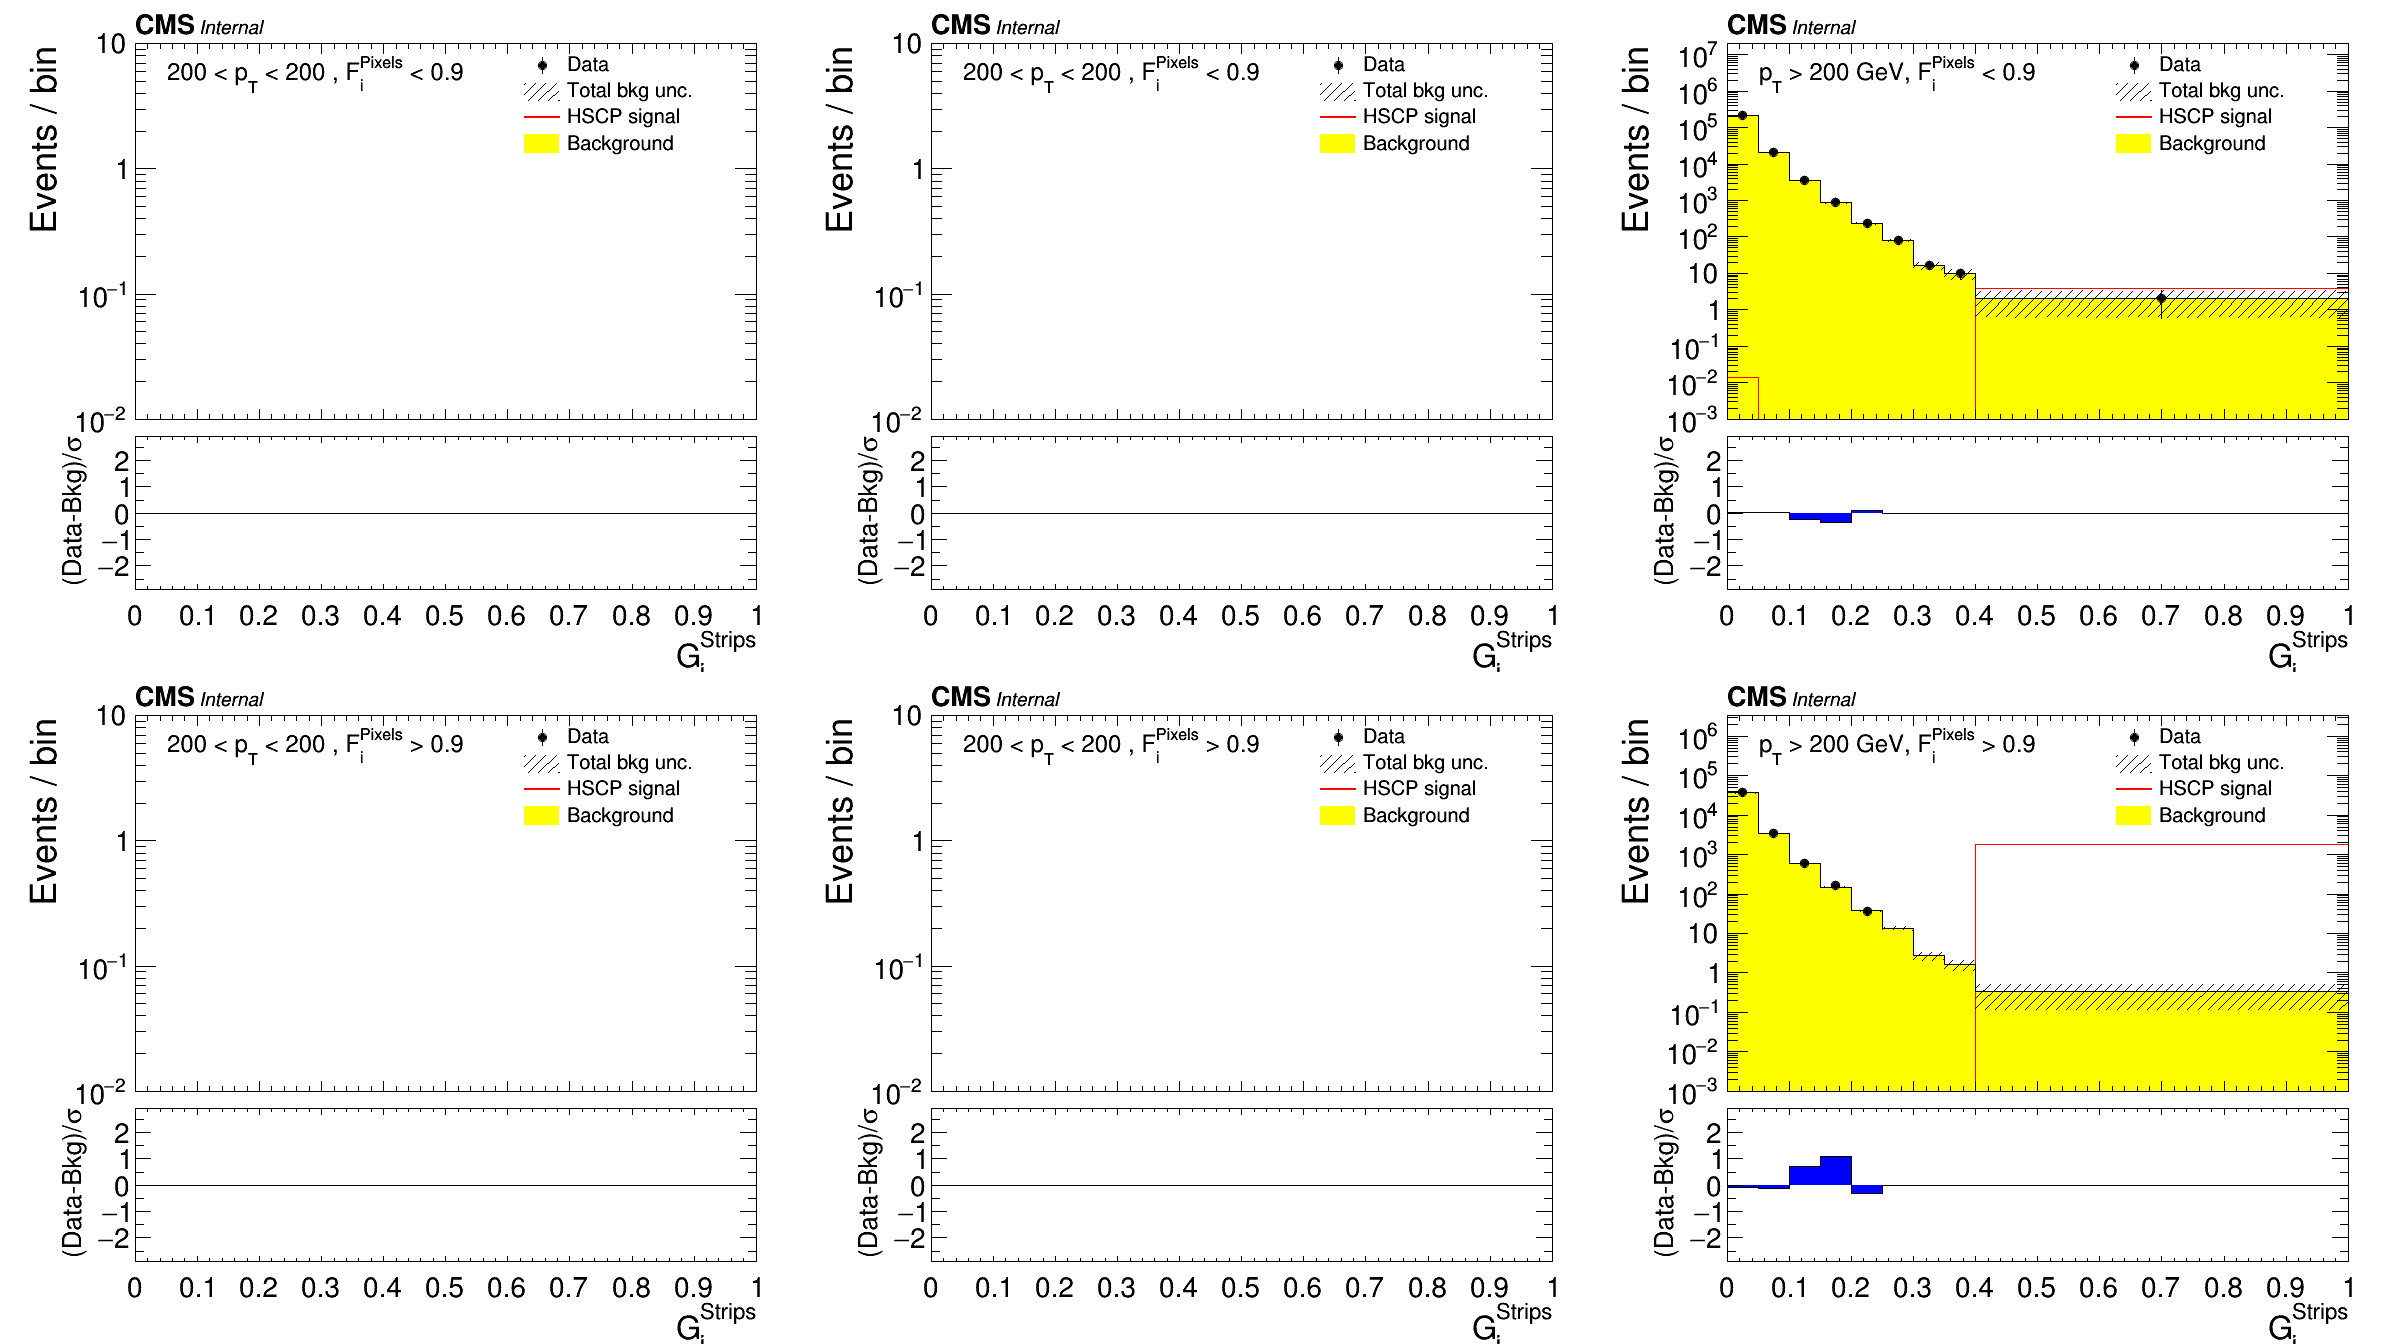 CMS Internal
Events / bin
200 < p_T < 200 , F_i^Pixels < 0.9
Data
Total bkg unc.
HSCP signal
Background
10
1
10^−1
10^−2
(Data-Bkg)/σ
2
1
0
−1
−2
0 0.1 0.2 0.3 0.4 0.5 0.6 0.7 0.8 0.9 1
G_i^Strips
CMS Internal
Events / bin
200 < p_T < 200 , F_i^Pixels < 0.9
Data
Total bkg unc.
HSCP signal
Background
10
1
10^−1
10^−2
(Data-Bkg)/σ
2
1
0
−1
−2
0 0.1 0.2 0.3 0.4 0.5 0.6 0.7 0.8 0.9 1
G_i^Strips
CMS Internal
Events / bin
p_T > 200 GeV, F_i^Pixels < 0.9
Data
Total bkg unc.
HSCP signal
Background
10^7
10^6
10^5
10^4
10^3
10^2
10
1
10^−1
10^−2
10^−3
(Data-Bkg)/σ
2
1
0
−1
−2
0 0.1 0.2 0.3 0.4 0.5 0.6 0.7 0.8 0.9 1
G_i^Strips
CMS Internal
Events / bin
200 < p_T < 200 , F_i^Pixels > 0.9
Data
Total bkg unc.
HSCP signal
Background
10
1
10^−1
10^−2
(Data-Bkg)/σ
2
1
0
−1
−2
0 0.1 0.2 0.3 0.4 0.5 0.6 0.7 0.8 0.9 1
G_i^Strips
CMS Internal
Events / bin
200 < p_T < 200 , F_i^Pixels > 0.9
Data
Total bkg unc.
HSCP signal
Background
10
1
10^−1
10^−2
(Data-Bkg)/σ
2
1
0
−1
−2
0 0.1 0.2 0.3 0.4 0.5 0.6 0.7 0.8 0.9 1
G_i^Strips
CMS Internal
Events / bin
p_T > 200 GeV, F_i^Pixels > 0.9
Data
Total bkg unc.
HSCP signal
Background
10^6
10^5
10^4
10^3
10^2
10
1
10^−1
10^−2
10^−3
(Data-Bkg)/σ
2
1
0
−1
−2
0 0.1 0.2 0.3 0.4 0.5 0.6 0.7 0.8 0.9 1
G_i^Strips